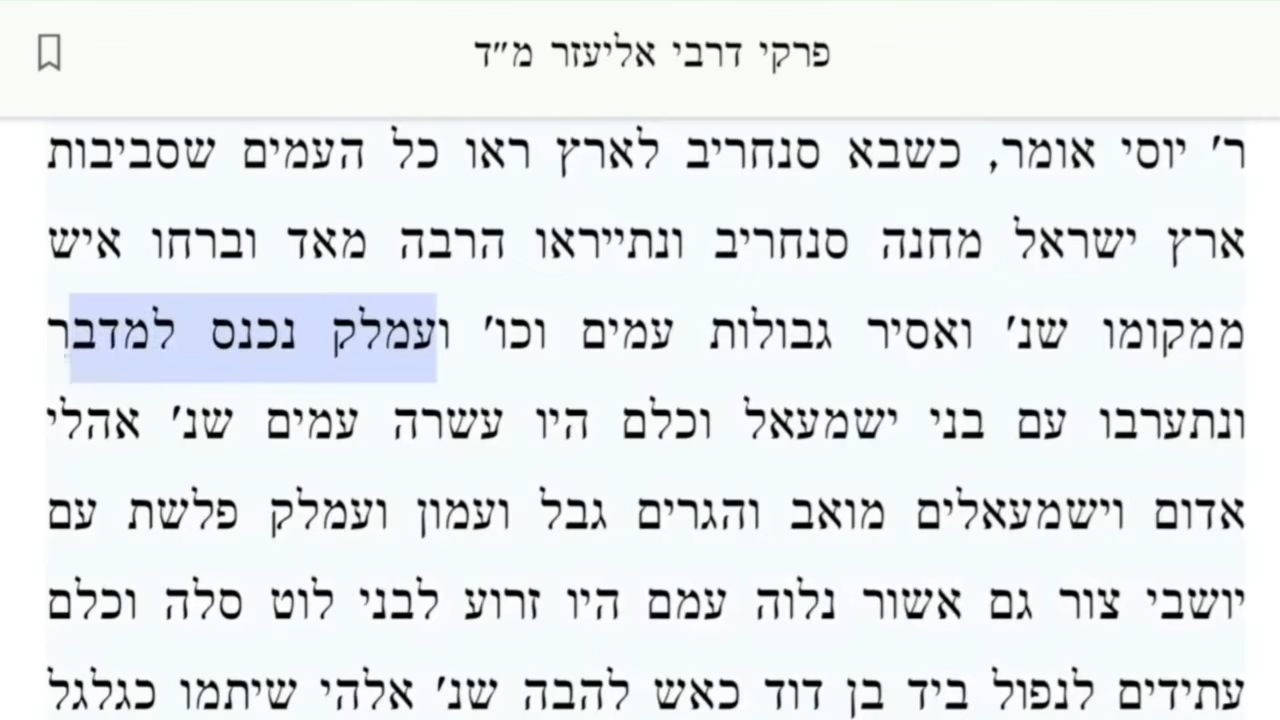 פרקי דרבי אליעזר מ״ד
ר׳ יוסי אומר, כשבא סנחריב לארץ ראו כל העמים שסביבות
ארץ ישראל מחנה סנחריב ונתייראו הרבה מאד וברחו איש
ממקומו שנ׳ ואסיר גבולות עמים וכו׳ ועמלק נכנס למדבר
ונתערבו עם בני ישמעאל וכלם היו עשרה עמים שנ׳ אהלי
אדום וישמעאלים מואב והגרים גבל ועמון ועמלק פלשת עם
יושבי צור גם אשור נלוה עמם היו זרוע לבני לוט סלה וכלם
עתידים לנפול ביד בן דוד כאש להבה שנ׳ אלהי שיתמו כגלגל